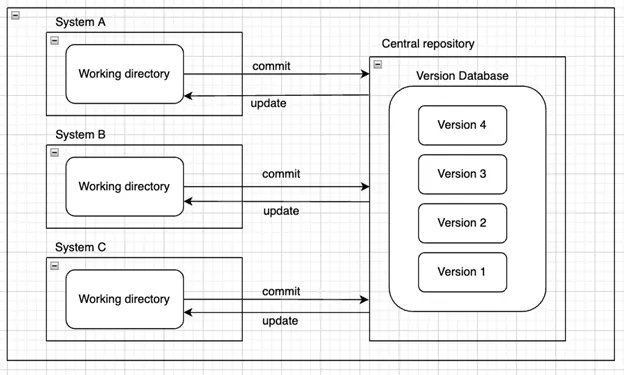 System A
Working directory
commit
update
System B
Working directory
commit
update
System C
Working directory
commit
update
Central repository
Version Database
Version 4
Version 3
Version 2
Version 1